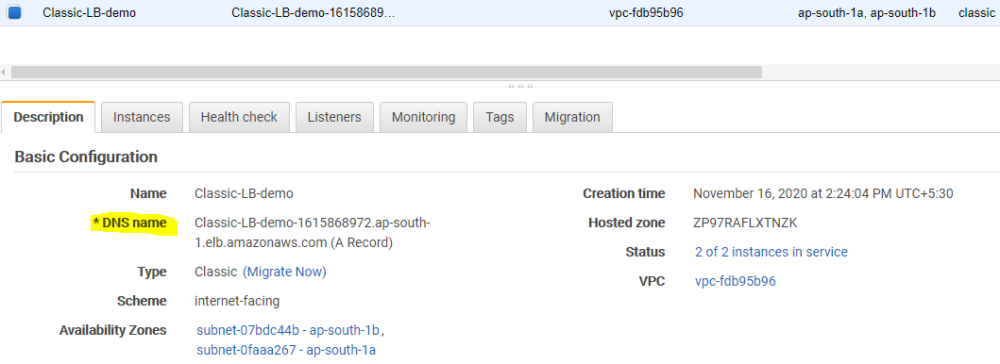 Classic-LB-demo Classic-LB-demo-16158689... vpc-fdb95b96 ap-south-1a, ap-south-1b classic
Description Instances Health check Listeners Monitoring Tags Migration
Basic Configuration
Name Classic-LB-demo Creation time November 16, 2020 at 2:24:04 PM UTC+5:30
* DNS name Classic-LB-demo-1615868972.ap-south- Hosted zone ZP97RAFLXTNZK
1.elb.amazonaws.com (A Record)
Status 2 of 2 instances in service
Type Classic (Migrate Now)
VPC vpc-fdb95b96
Scheme internet-facing
Availability Zones subnet-07bdc44b - ap-south-1b,
subnet-0faaa267 - ap-south-1a